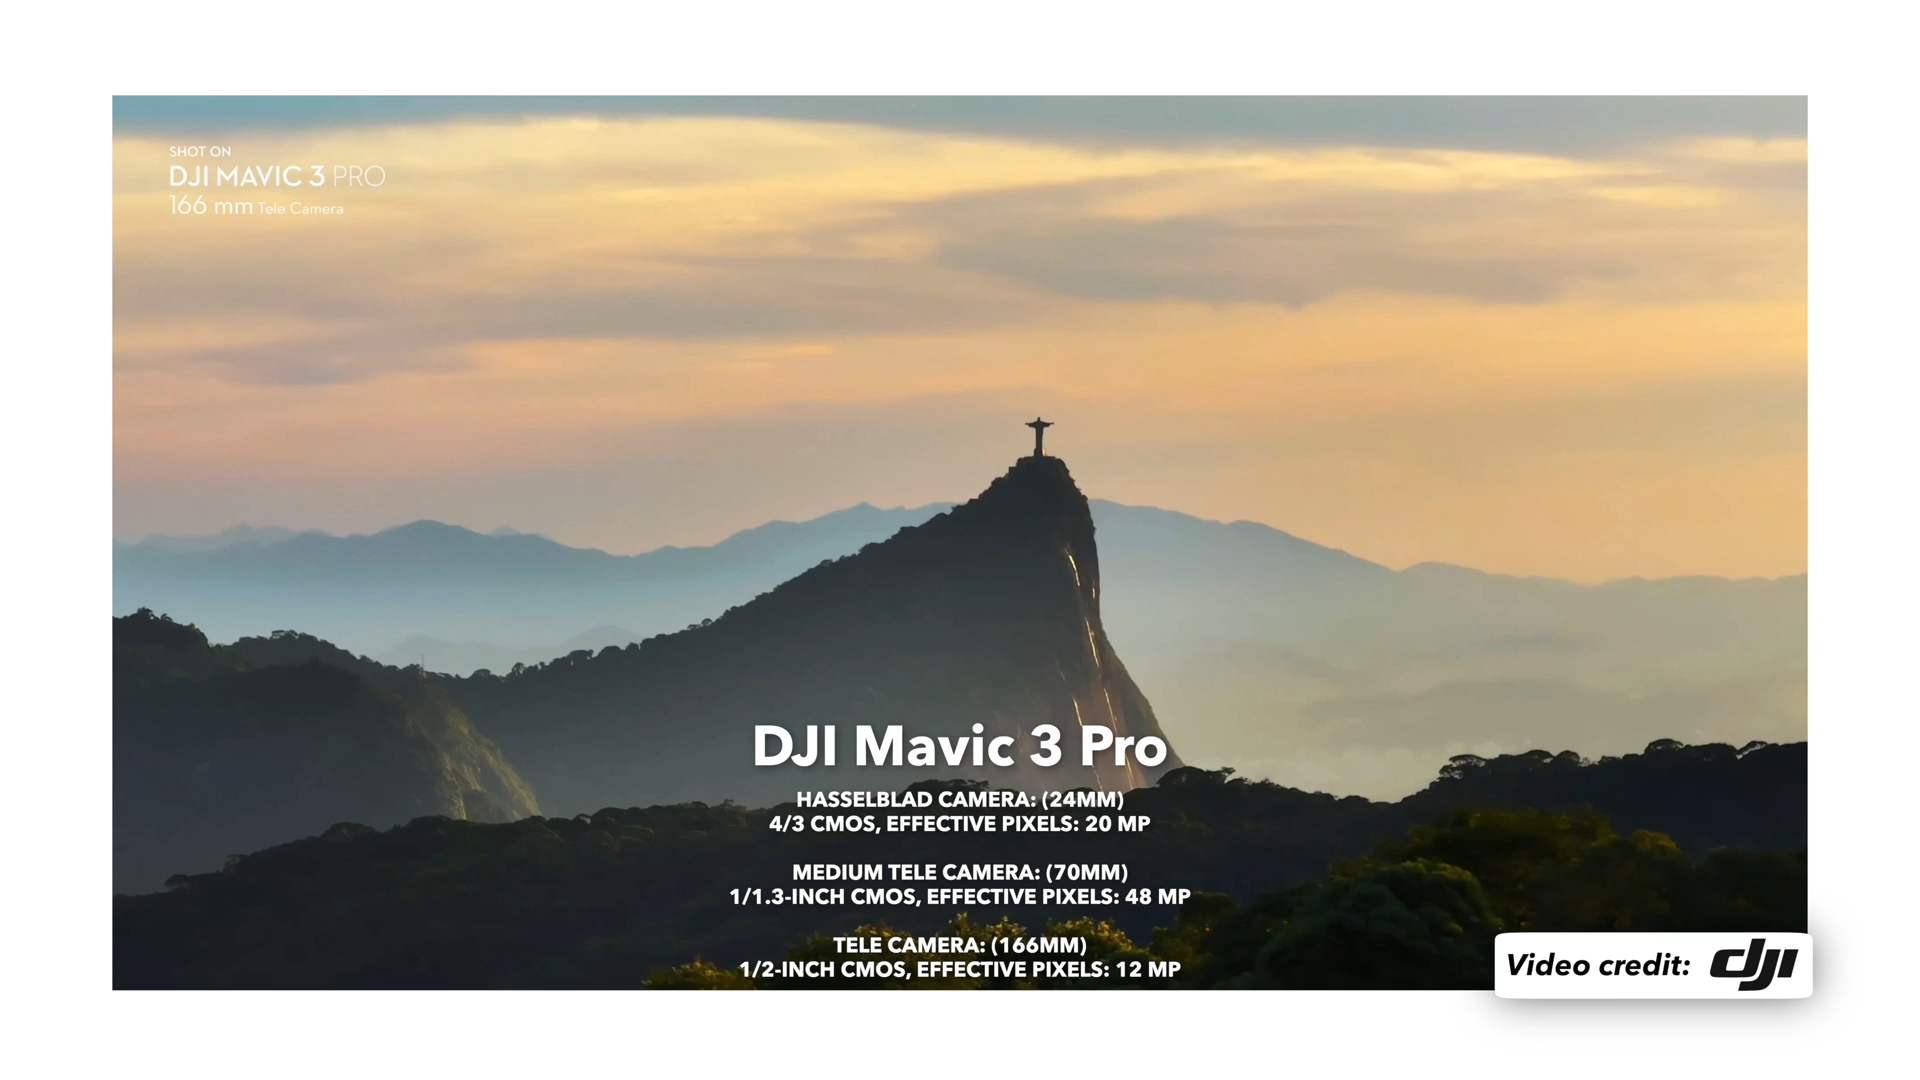 SHOT ON
DJI MAVIC 3 PRO
166 mm Tele Camera
DJI Mavic 3 Pro
HASSELBLAD CAMERA: (24MM)
4/3 CMOS, EFFECTIVE PIXELS: 20 MP
MEDIUM TELE CAMERA: (70MM)
1/1.3-INCH CMOS, EFFECTIVE PIXELS: 48 MP
TELE CAMERA: (166MM)
1/2-INCH CMOS, EFFECTIVE PIXELS: 12 MP
Video credit: dji